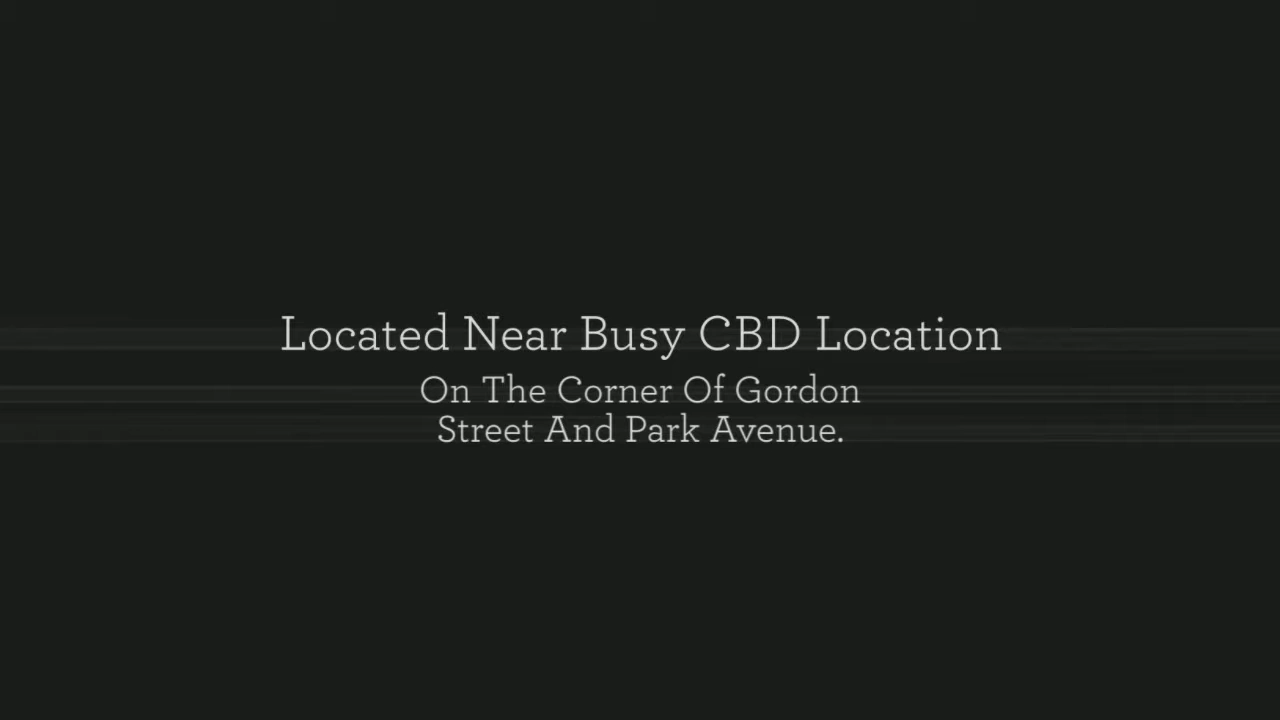 Located Near Busy CBD Location
On The Corner Of Gordon
Street And Park Avenue.